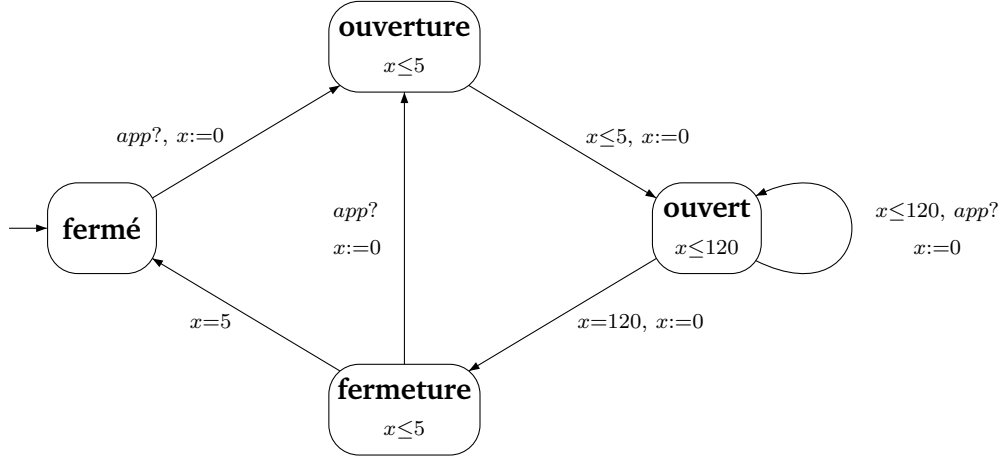 ouverture
x≤5
app?, x:=0
x≤5, x:=0
fermé
app?
x:=0
ouvert
x≤120
x≤120, app?
x:=0
x=5
x=120, x:=0
fermeture
x≤5